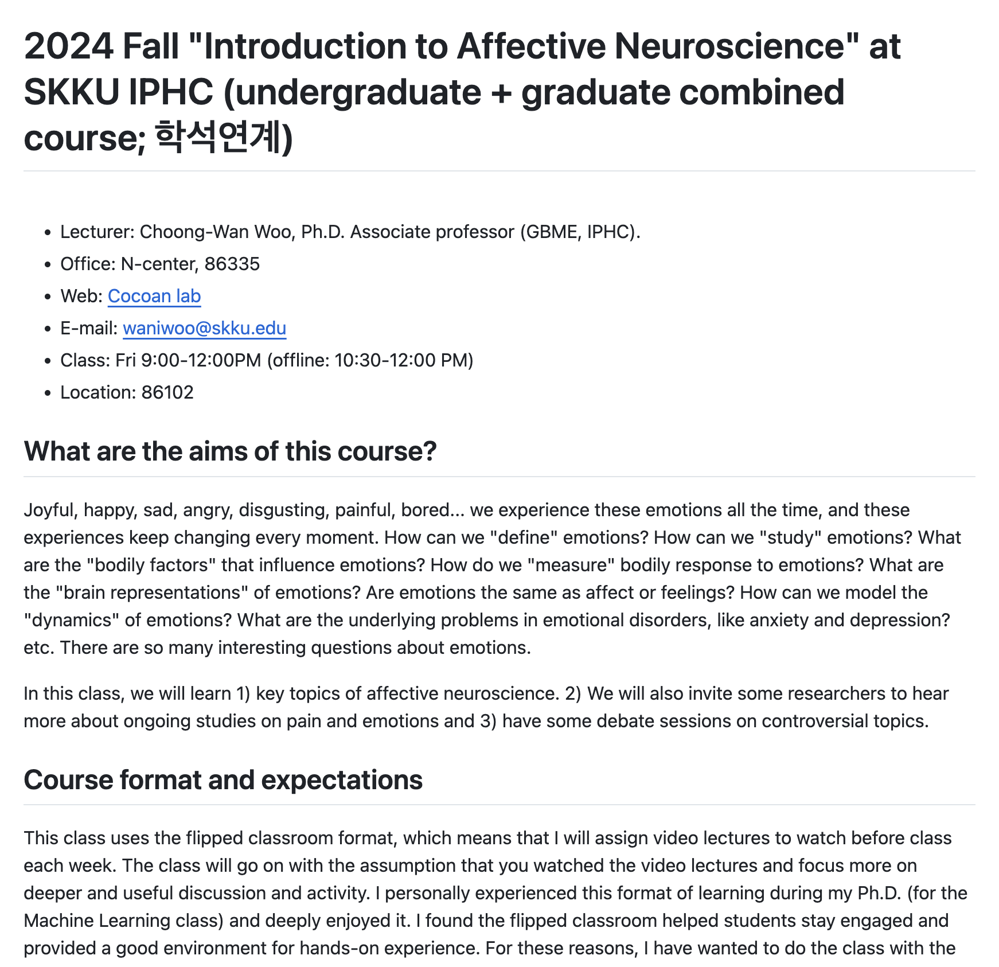 2024 Fall "Introduction to Affective Neuroscience" at
SKKU IPHC (undergraduate + graduate combined
course; 학석연계)
• Lecturer: Choong-Wan Woo, Ph.D. Associate professor (GBME, IPHC).
• Office: N-center, 86335
• Web: Cocoan lab
• E-mail: waniwoo@skku.edu
• Class: Fri 9:00-12:00PM (offline: 10:30-12:00 PM)
• Location: 86102
What are the aims of this course?
Joyful, happy, sad, angry, disgusting, painful, bored... we experience these emotions all the time, and these
experiences keep changing every moment. How can we "define" emotions? How can we "study" emotions? What
are the "bodily factors" that influence emotions? How do we "measure" bodily response to emotions? What are
the "brain representations" of emotions? Are emotions the same as affect or feelings? How can we model the
"dynamics" of emotions? What are the underlying problems in emotional disorders, like anxiety and depression?
etc. There are so many interesting questions about emotions.
In this class, we will learn 1) key topics of affective neuroscience. 2) We will also invite some researchers to hear
more about ongoing studies on pain and emotions and 3) have some debate sessions on controversial topics.
Course format and expectations
This class uses the flipped classroom format, which means that I will assign video lectures to watch before class
each week. The class will go on with the assumption that you watched the video lectures and focus more on
deeper and useful discussion and activity. I personally experienced this format of learning during my Ph.D. (for the
Machine Learning class) and deeply enjoyed it. I found the flipped classroom helped students stay engaged and
provided a good environment for hands-on experience. For these reasons, I have wanted to do the class with the